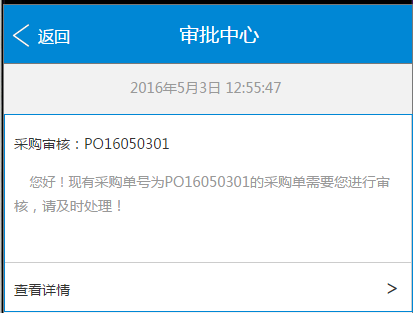 返回 审批中心
2016年5月3日 12:55:47
采购审核：PO16050301
您好！现有采购单号为PO16050301的采购单需要您进行审
核，请及时处理！
查看详情